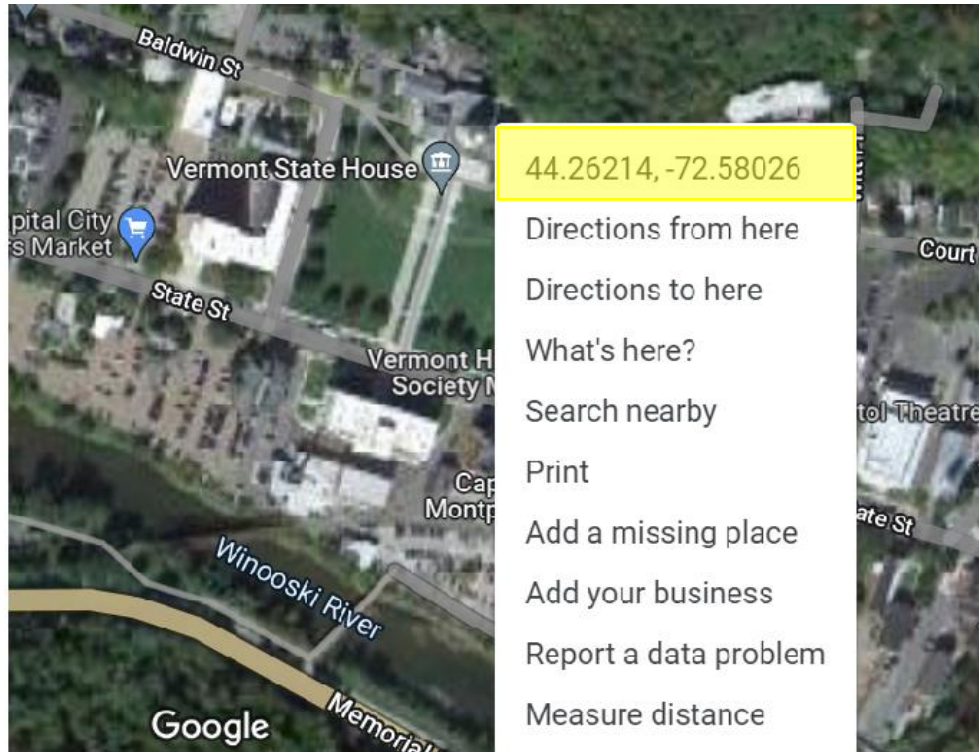 Baldwin St
Vermont State House
pital City
rs Market
State St
Vermont H
Society M
Cap
Montp
Winooski River
Memorial
Google
44.26214, -72.58026
Directions from here
Directions to here
What's here?
Search nearby
Print
Add a missing place
Add your business
Report a data problem
Measure distance
Court
tol Theatre
ate St